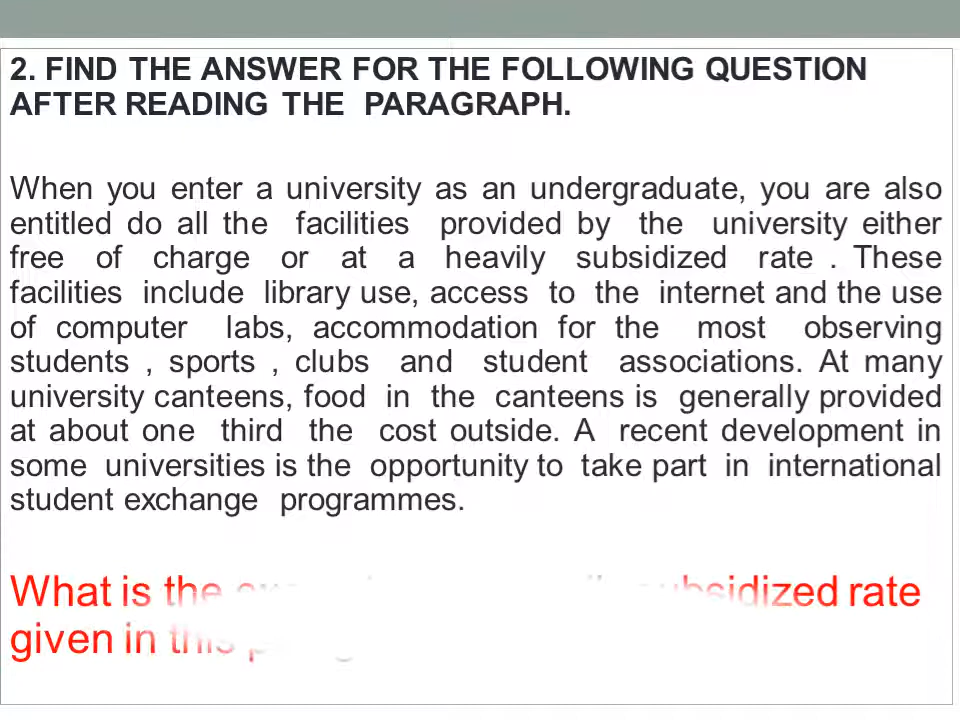 2. FIND THE ANSWER FOR THE FOLLOWING QUESTION
AFTER READING THE PARAGRAPH.
When you enter a university as an undergraduate, you are also
entitled do all the facilities provided by the university either
free of charge or at a heavily subsidized rate . These
facilities include library use, access to the internet and the use
of computer labs, accommodation for the most observing
students , sports , clubs and student associations. At many
university canteens, food in the canteens is generally provided
at about one third the cost outside. A recent development in
some universities is the opportunity to take part in international
student exchange programmes.
What is the subsidized rate
given in this